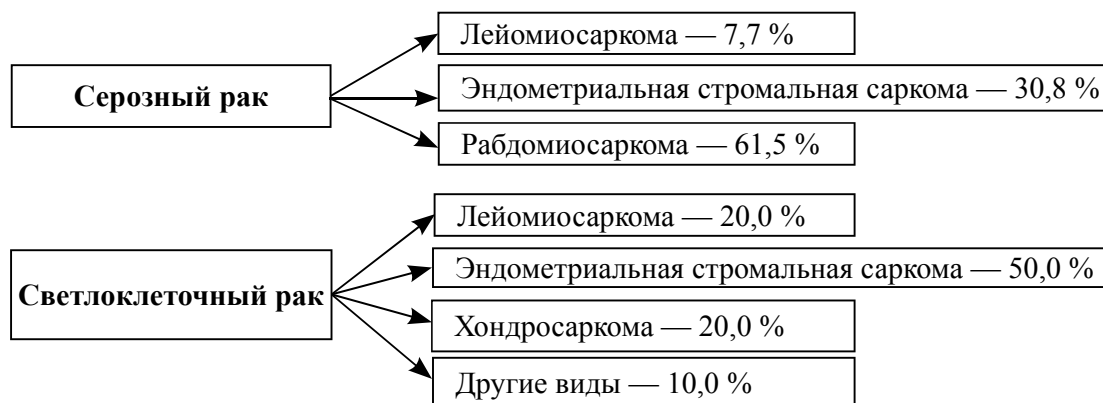 Серозный рак
Лейомиосаркома — 7,7 %
Эндометриальная стромальная саркома — 30,8 %
Рабдомиосаркома — 61,5 %
Светлоклеточный рак
Лейомиосаркома — 20,0 %
Эндометриальная стромальная саркома — 50,0 %
Хондросаркома — 20,0 %
Другие виды — 10,0 %